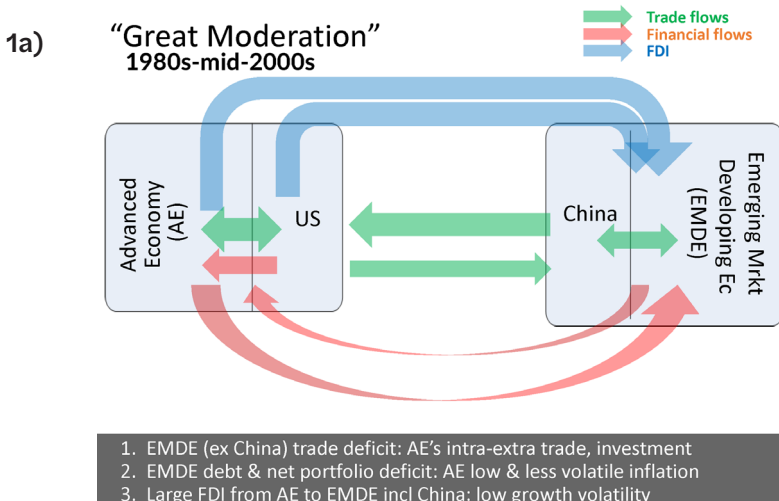 1a)
"Great Moderation"
1980s-mid-2000s
Trade flows
Financial flows
FDI
Advanced
Economy
(AE)
US
China
Emerging Mrkt
Developing Ec
(EMDE)
1. EMDE (ex China) trade deficit: AE's intra-extra trade, investment
2. EMDE debt & net portfolio deficit: AE low & less volatile inflation
3. Large FDI from AE to EMDE incl China: low growth volatility